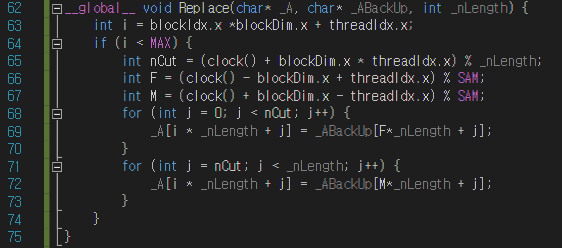 62 __global__ void Replace(char* _A, char* _ABackUp, int _nLength) {
63 int i = blockIdx.x *blockDim.x + threadIdx.x;
64 if (i < MAX) {
65 int nCut = (clock() + blockDim.x * threadIdx.x) % _nLength;
66 int F = (clock() - blockDim.x + threadIdx.x) % SAM;
67 int M = (clock() + blockDim.x - threadIdx.x) % SAM;
68 for (int j = 0; j < nCut; j++) {
69 _A[i * _nLength + j] = _ABackUp[F*_nLength + j];
70 }
71 for (int j = nCut; j < _nLength; j++) {
72 _A[i * _nLength + j] = _ABackUp[M*_nLength + j];
73 }
74 }
75 }